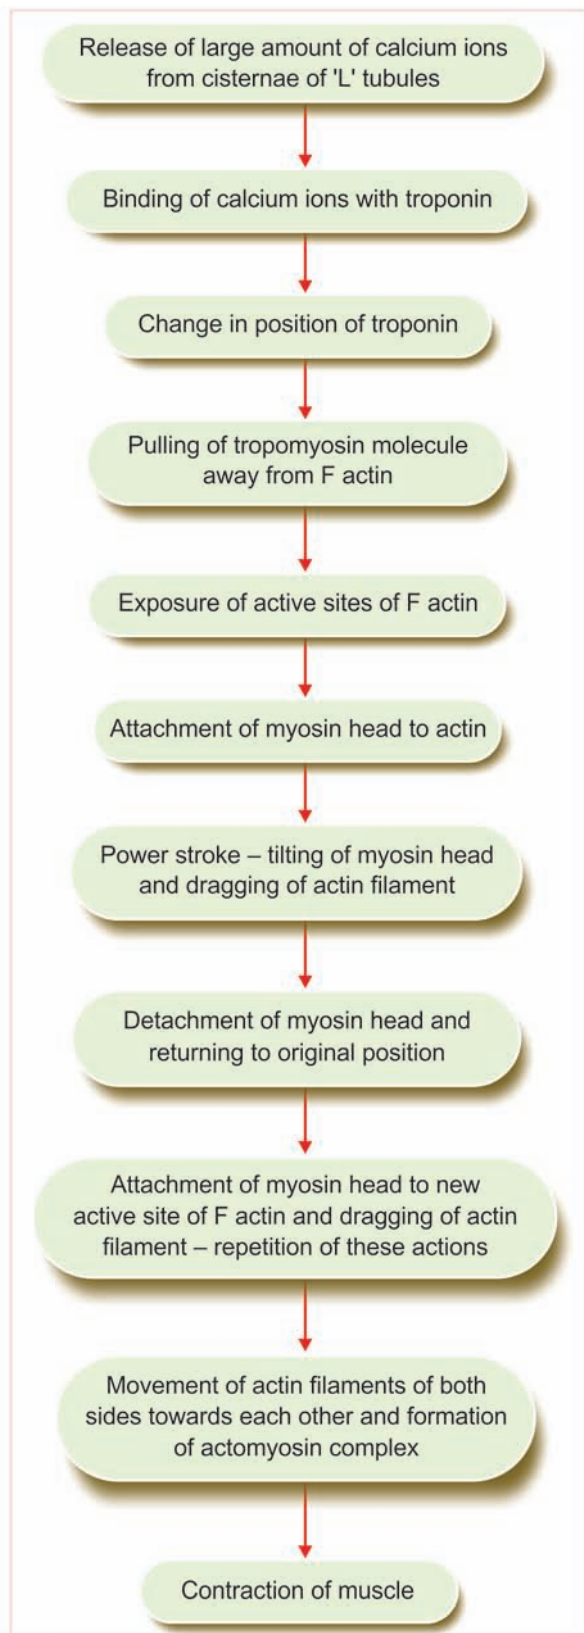 Release of large amount of calcium ions
from cisternae of 'L' tubules
Binding of calcium ions with troponin
Change in position of troponin
Pulling of tropomyosin molecule
away from F actin
Exposure of active sites of F actin
Attachment of myosin head to actin
Power stroke – tilting of myosin head
and dragging of actin filament
Detachment of myosin head and
returning to original position
Attachment of myosin head to new
active site of F actin and dragging of actin
filament – repetition of these actions
Movement of actin filaments of both
sides towards each other and formation
of actomyosin complex
Contraction of muscle